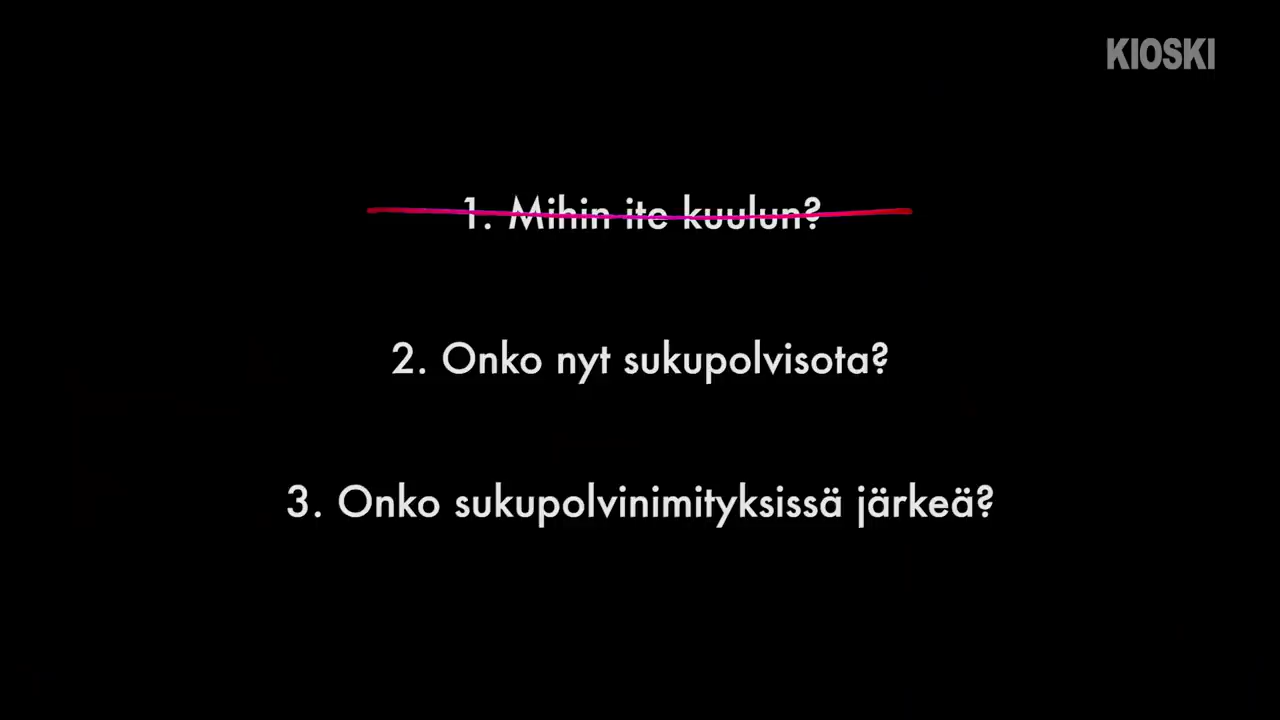 KIOSKI
1. Mihin ite kuulun?
2. Onko nyt sukupolvisota?
3. Onko sukupolvinimityksissä järkeä?